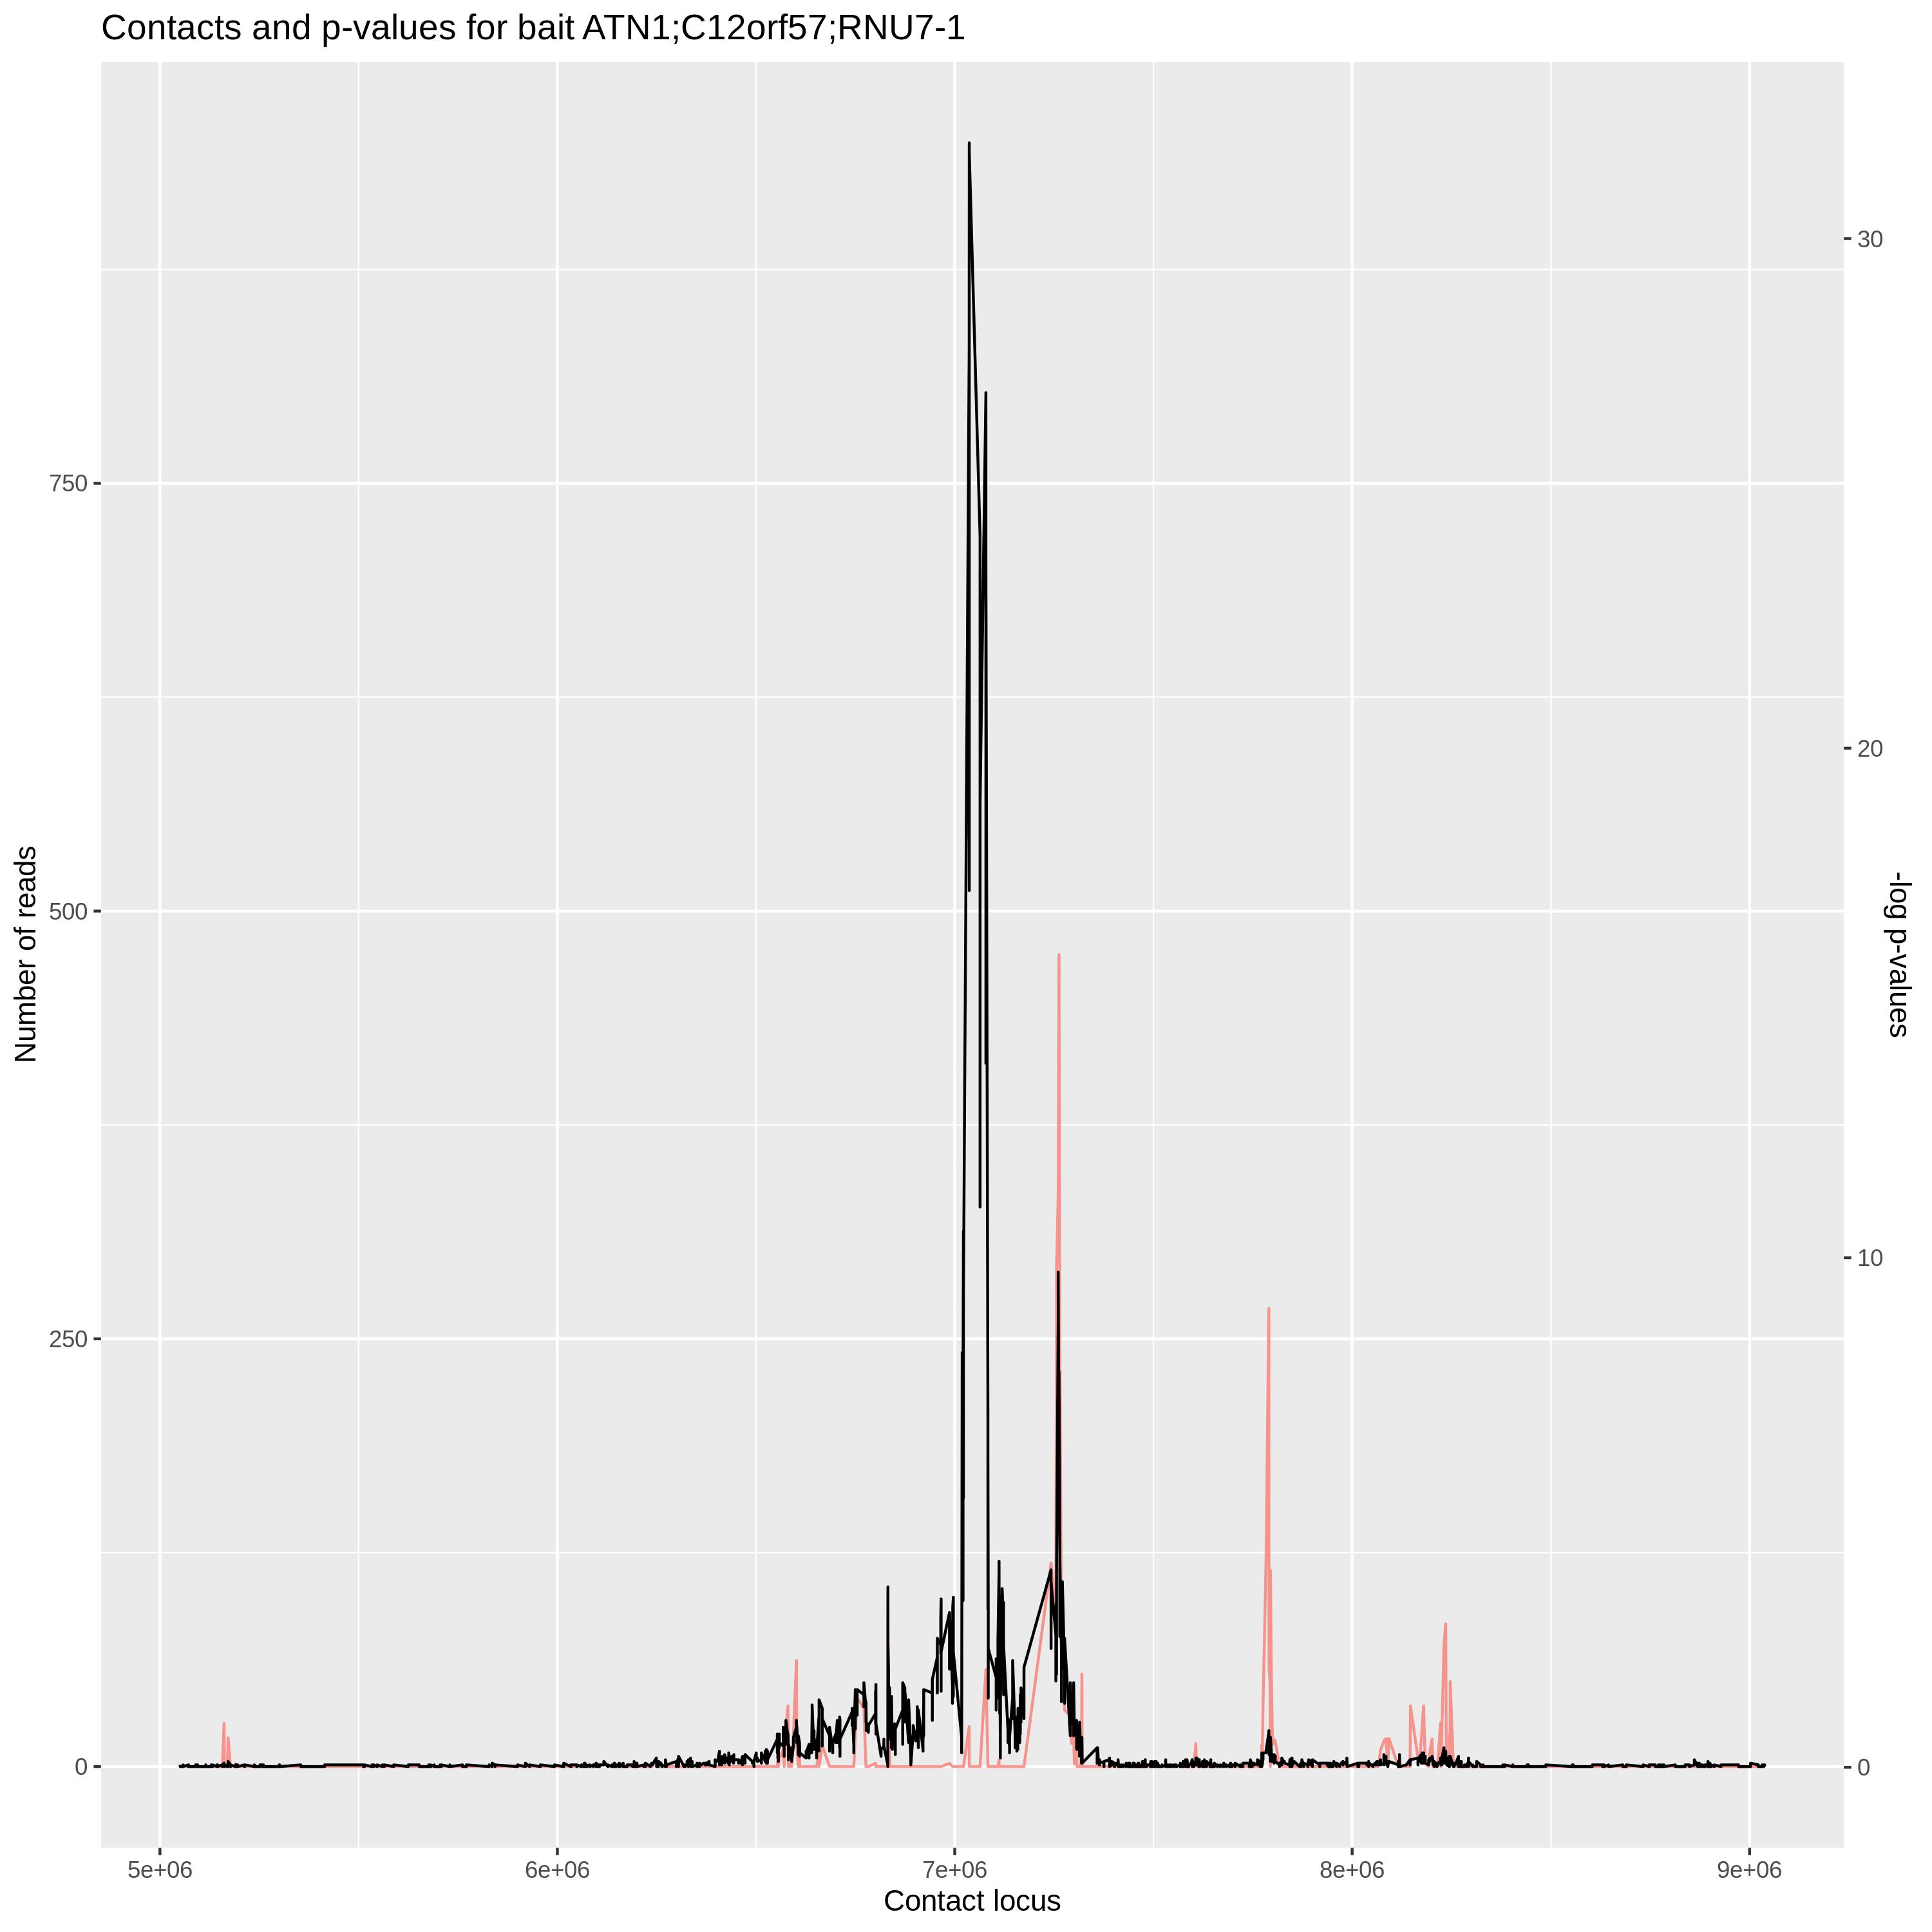 Contacts and p-values for bait ATN1;C12orf57;RNU7-1
30
750
20
500
Number of reads
-log p-values
10
250
0
0
5e+06
6e+06
7e+06
8e+06
9e+06
Contact locus